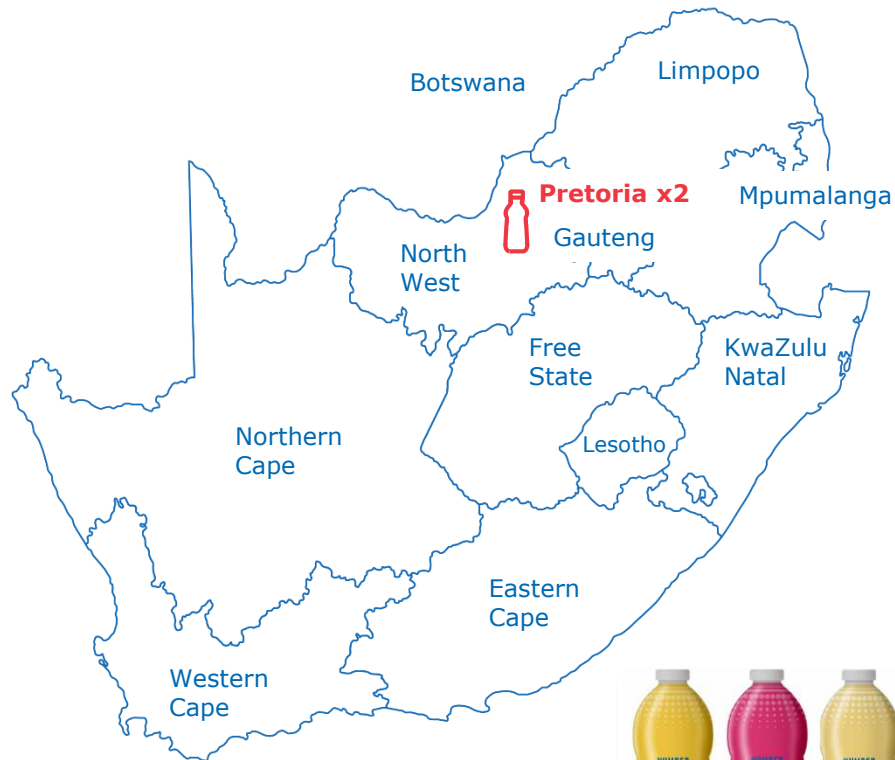 Botswana
Limpopo
Pretoria x2
Mpumalanga
Gauteng
North
West
Free
State
KwaZulu
Natal
Northern
Cape
Lesotho
Eastern
Cape
Western
Cape